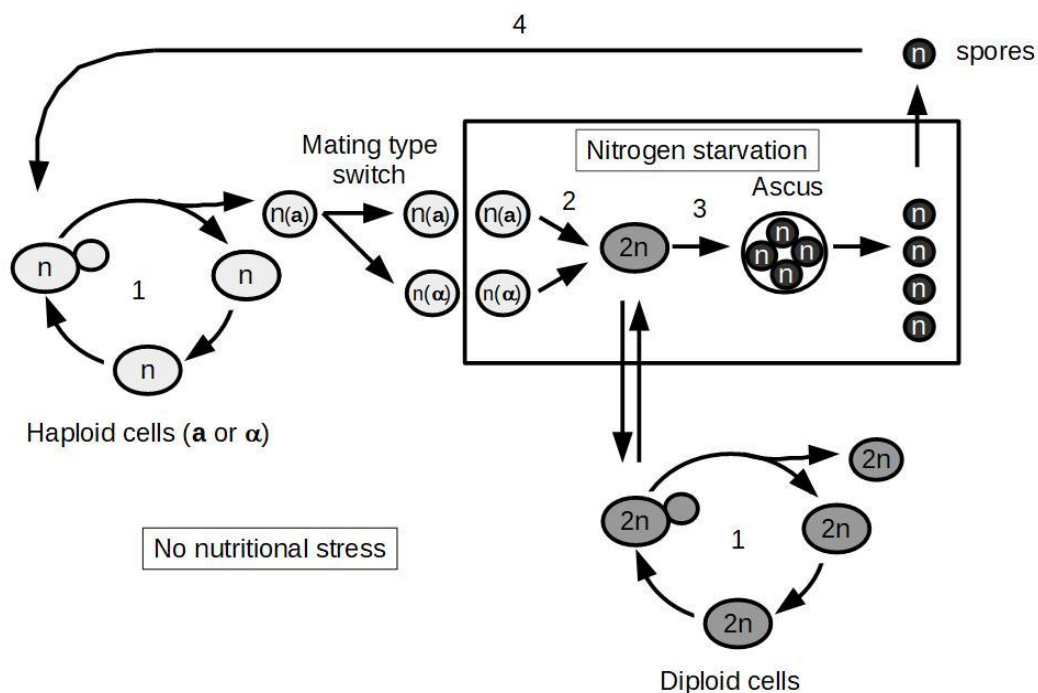 4
n spores
Mating type
switch
Nitrogen starvation
Ascus
n(a) n(a) n(a) 2 3 n
n 2n n n n n n
1 n n(α) n(α) n
n n
Haploid cells (a or α)
2n
2n 2n
No nutritional stress 1
2n
Diploid cells